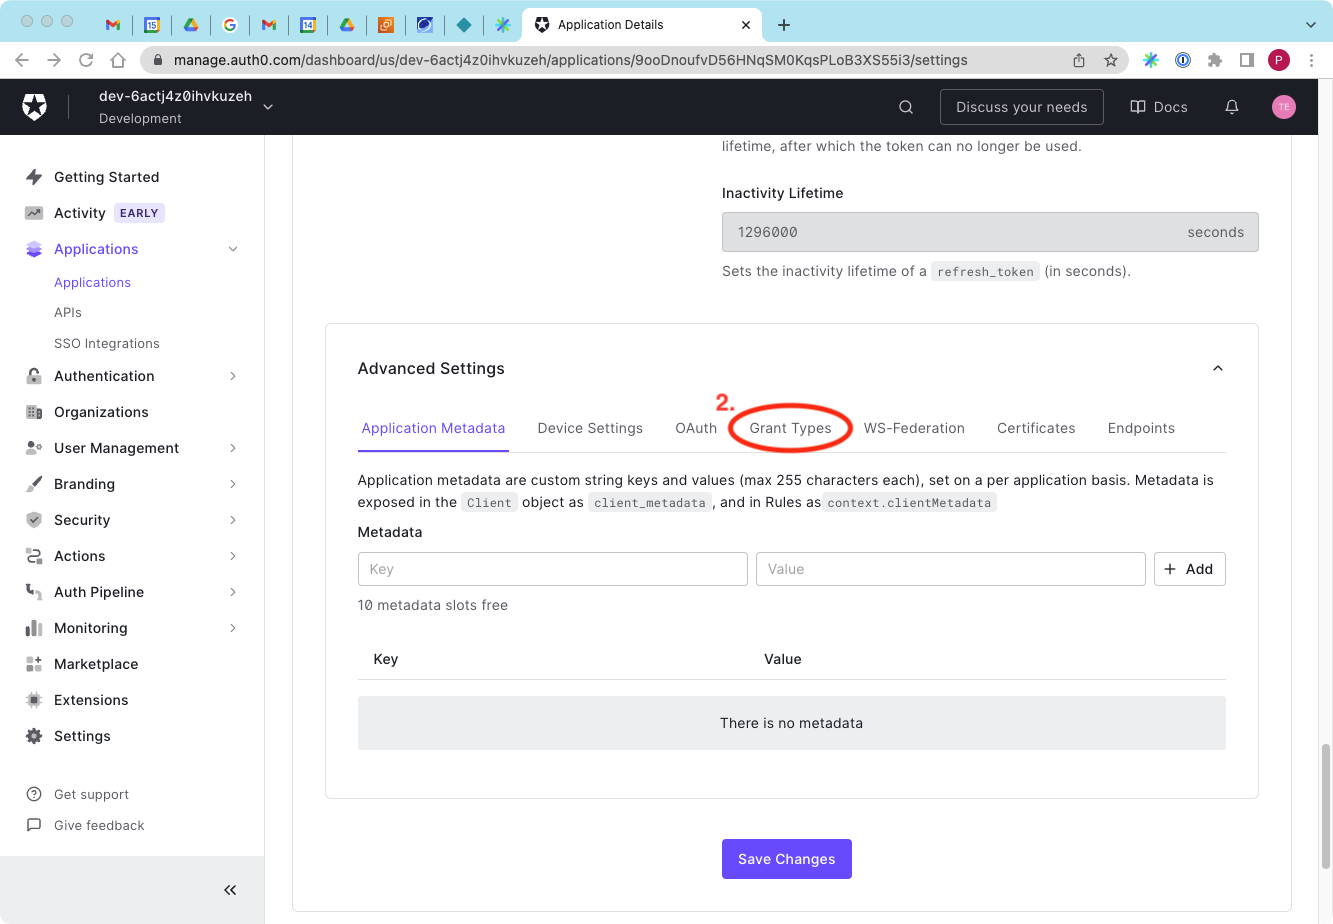 15
14
Application Details
manage.auth0.com/dashboard/us/dev-6actj4z0ihvkuzeh/applications/9ooDnoufvD56HNqSM0KqsPLoB3XS55i3/settings
P
dev-6actj4z0ihvkuzeh
Development
Discuss your needs
Docs
TE
Getting Started
Activity EARLY
Applications
Applications
APIs
SSO Integrations
Authentication
Organizations
User Management
Branding
Security
Actions
Auth Pipeline
Monitoring
Marketplace
Extensions
Settings
Get support
Give feedback
lifetime, after which the token can no longer be used.
Inactivity Lifetime
1296000 seconds
Sets the inactivity lifetime of a refresh_token (in seconds).
Advanced Settings
2.
Application Metadata Device Settings OAuth Grant Types WS-Federation Certificates Endpoints
Application metadata are custom string keys and values (max 255 characters each), set on a per application basis. Metadata is
exposed in the Client object as client_metadata, and in Rules as context.clientMetadata
Metadata
Key Value + Add
10 metadata slots free
Key Value
There is no metadata
Save Changes